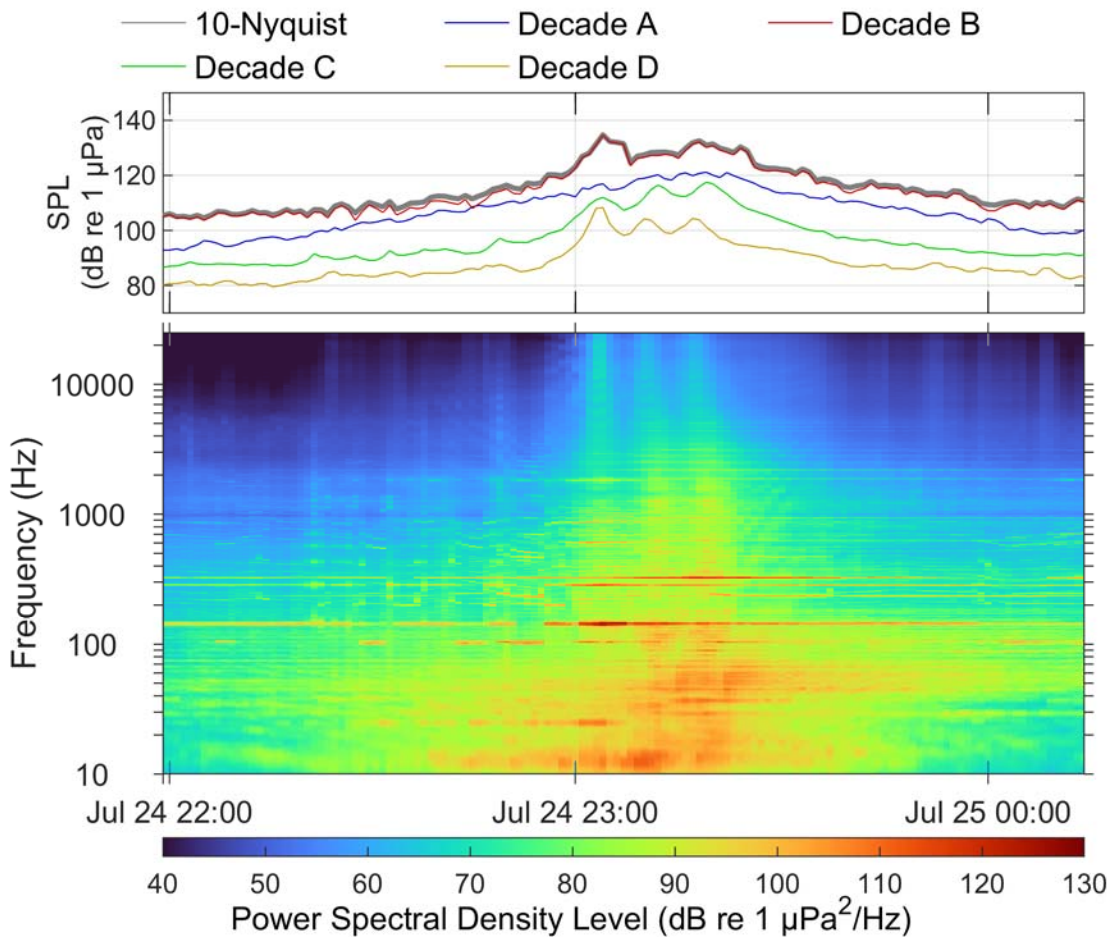 10-Nyquist Decade A Decade B
Decade C Decade D
SPL
(dB re 1 µPa)
140
120
100
80
Frequency (Hz)
10000
1000
100
10
Jul 24 22:00 Jul 24 23:00 Jul 25 00:00
40 50 60 70 80 90 100 110 120 130
Power Spectral Density Level (dB re 1 µPa²/Hz)